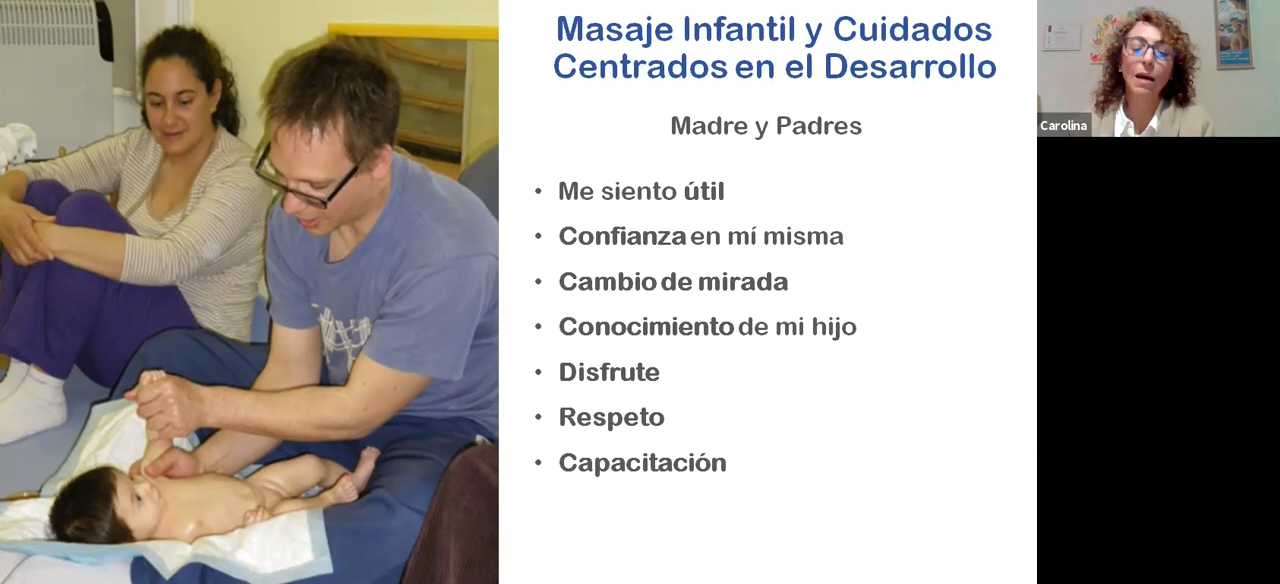 Masaje Infantil y Cuidados
Centrados en el Desarrollo
Madre y Padres
• Me siento útil
• Confianza en mí misma
• Cambio de mirada
• Conocimiento de mi hijo
• Disfrute
• Respeto
• Capacitación
Carolina